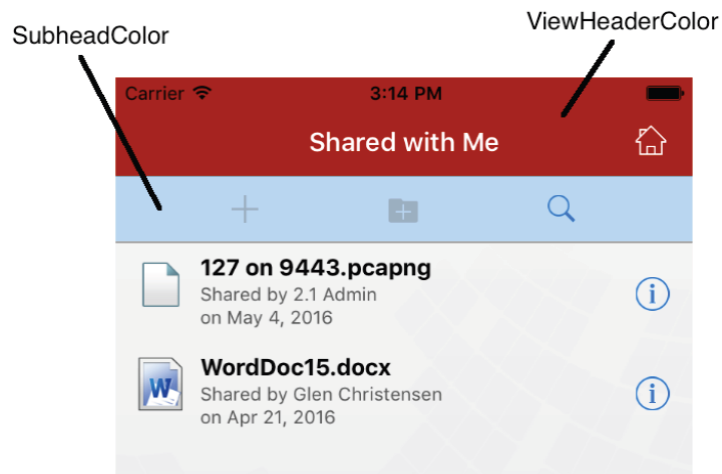 ViewHeaderColor
SubheadColor
Carrier 3:14 PM
Shared with Me
127 on 9443.pcapng
Shared by 2.1 Admin
on May 4, 2016
i
W
WordDoc15.docx
Shared by Glen Christensen
on Apr 21, 2016
i